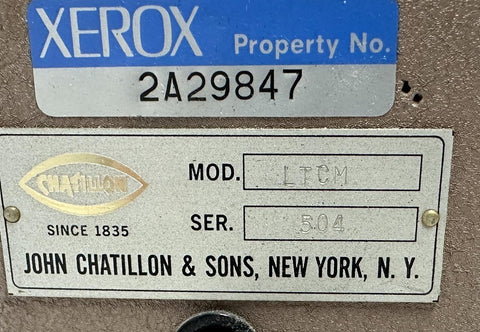 XEROX Property No.
2A29847
CHATILLON
MOD. LTCM
SINCE 1835
SER. 504
JOHN CHATILLON & SONS, NEW YORK, N. Y.